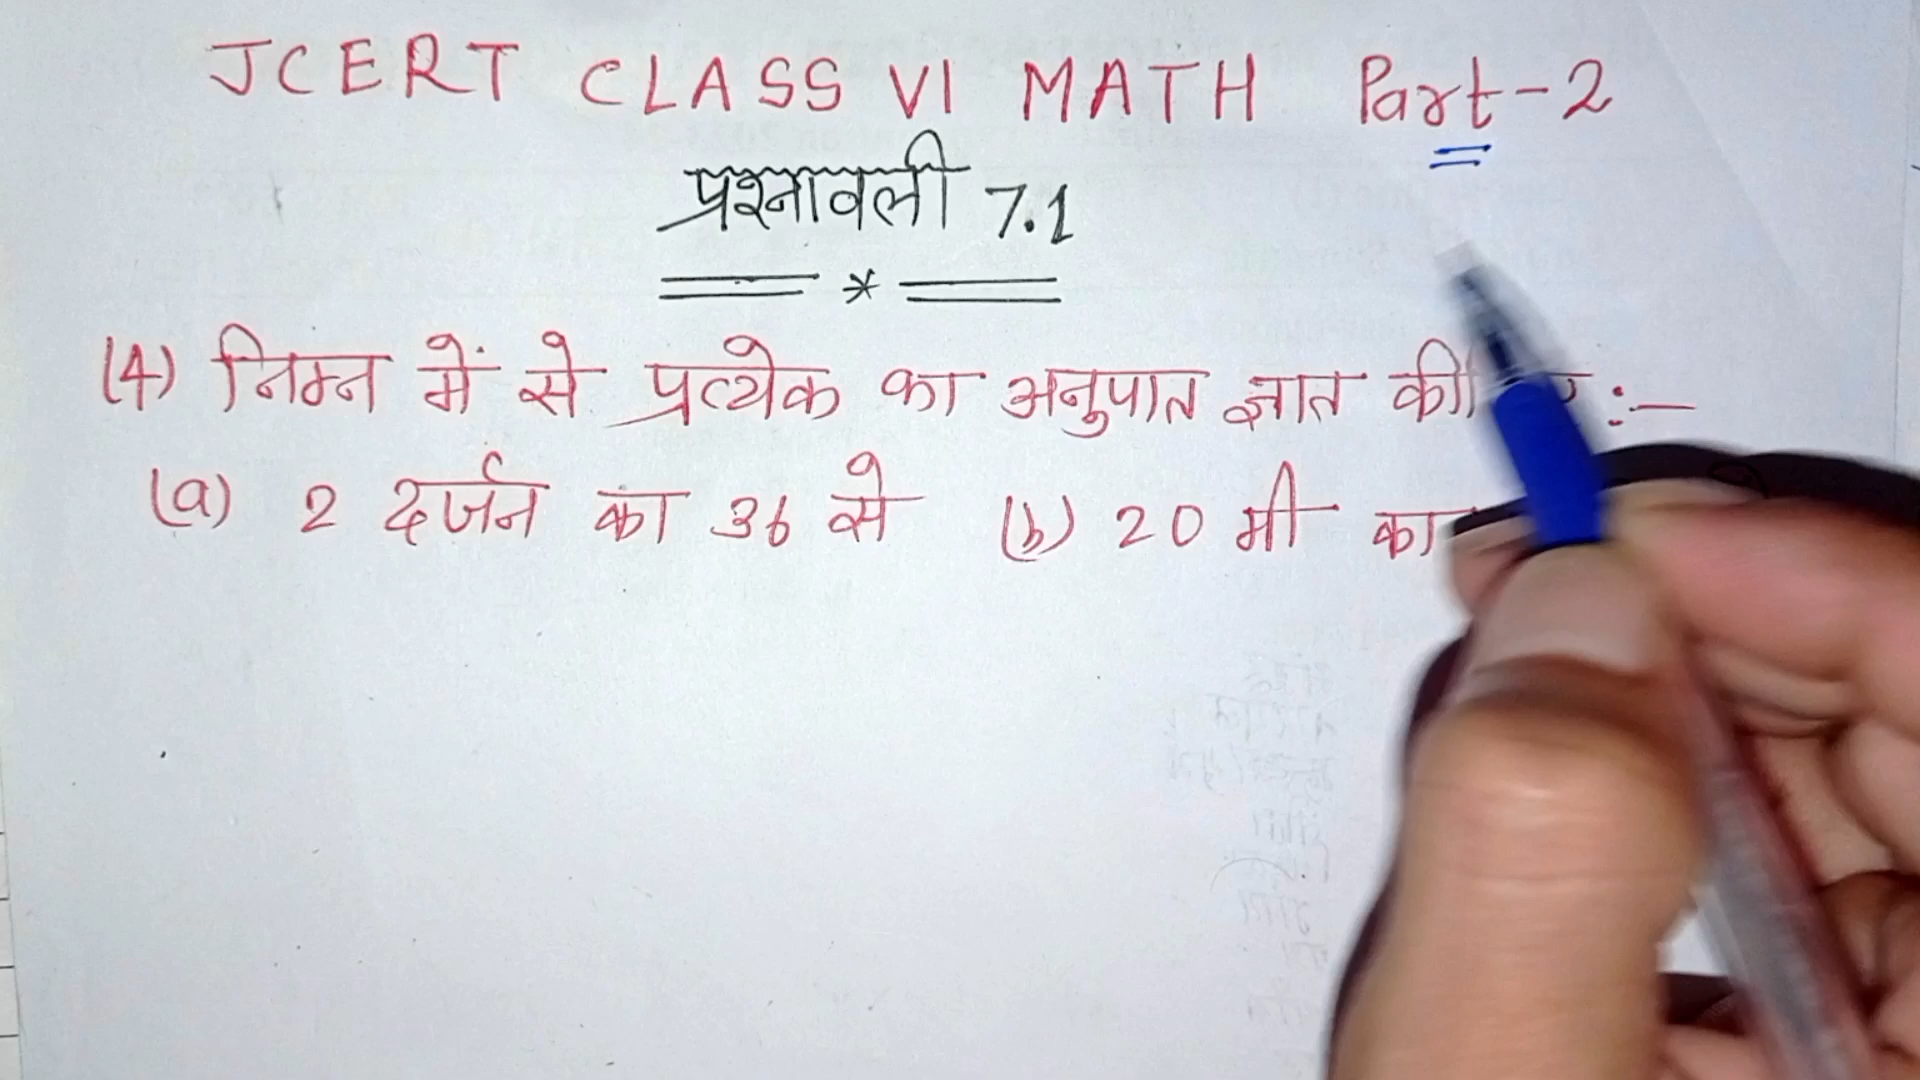 JCERT CLASS VI MATH Part-2
प्रश्नावली 7.1
(4) निम्न में से प्रत्येक का अनुपात ज्ञात :-
(a) 2 दर्जन का 36 से (b) 20 मी का